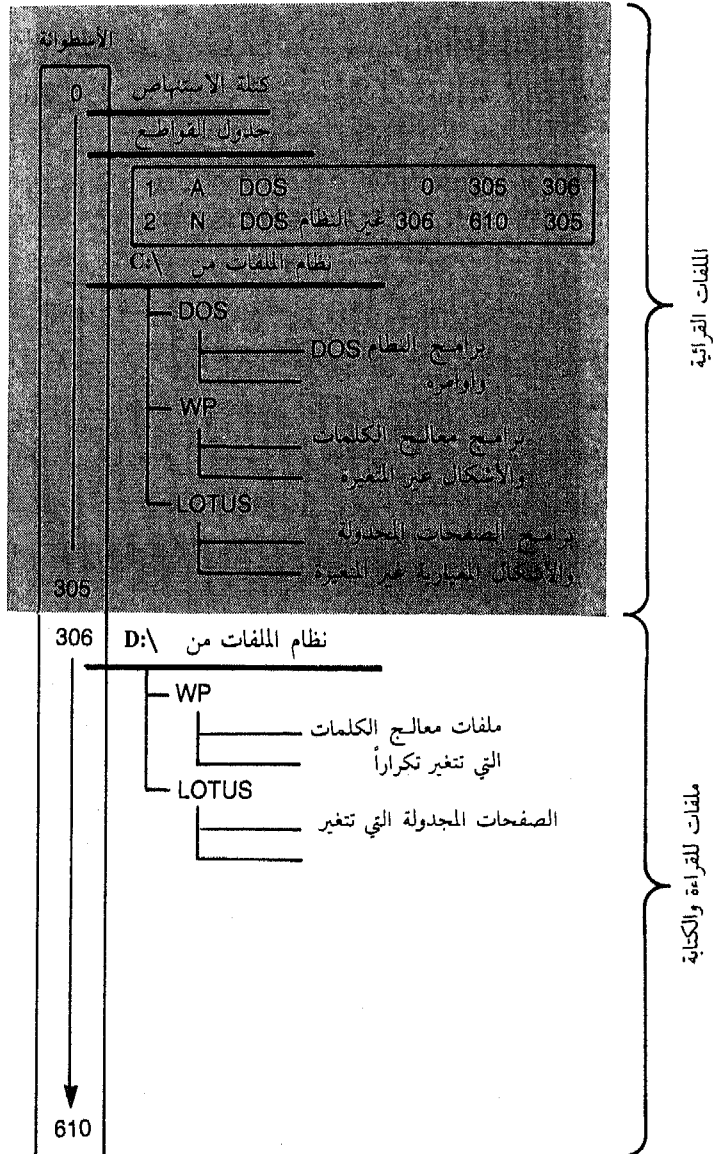 الأسطوانة
0
كتلة الاستنهاض
جدول القواطع
1 A DOS 0 305 306
2 N DOS غير النظام 306 610 305
نظام الملفات من C:\
DOS
برامج النظام DOS
وأوامره
WP
برامج معالج الكلمات
والأشكال غير المتغيرة
LOTUS
برامج الصفحات المجدولة
والأشكال المعيارية غير المتغيرة
305
الملفات القرائية
306
نظام الملفات من D:\
WP
ملفات معالج الكلمات
التي تتغير تكراراً
LOTUS
الصفحات المجدولة التي تتغير
610
ملفات للقراءة والكتابة